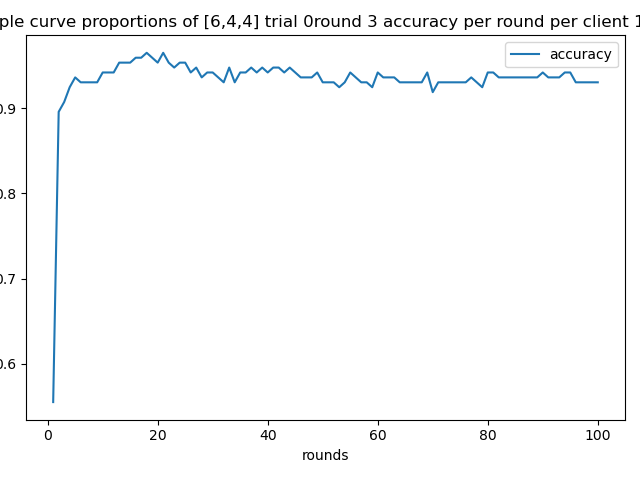 ple curve proportions of [6,4,4] trial 0round 3 accuracy per round per client 1
accuracy
0.9
0.8
0.7
0.6
0 20 40 60 80 100
rounds